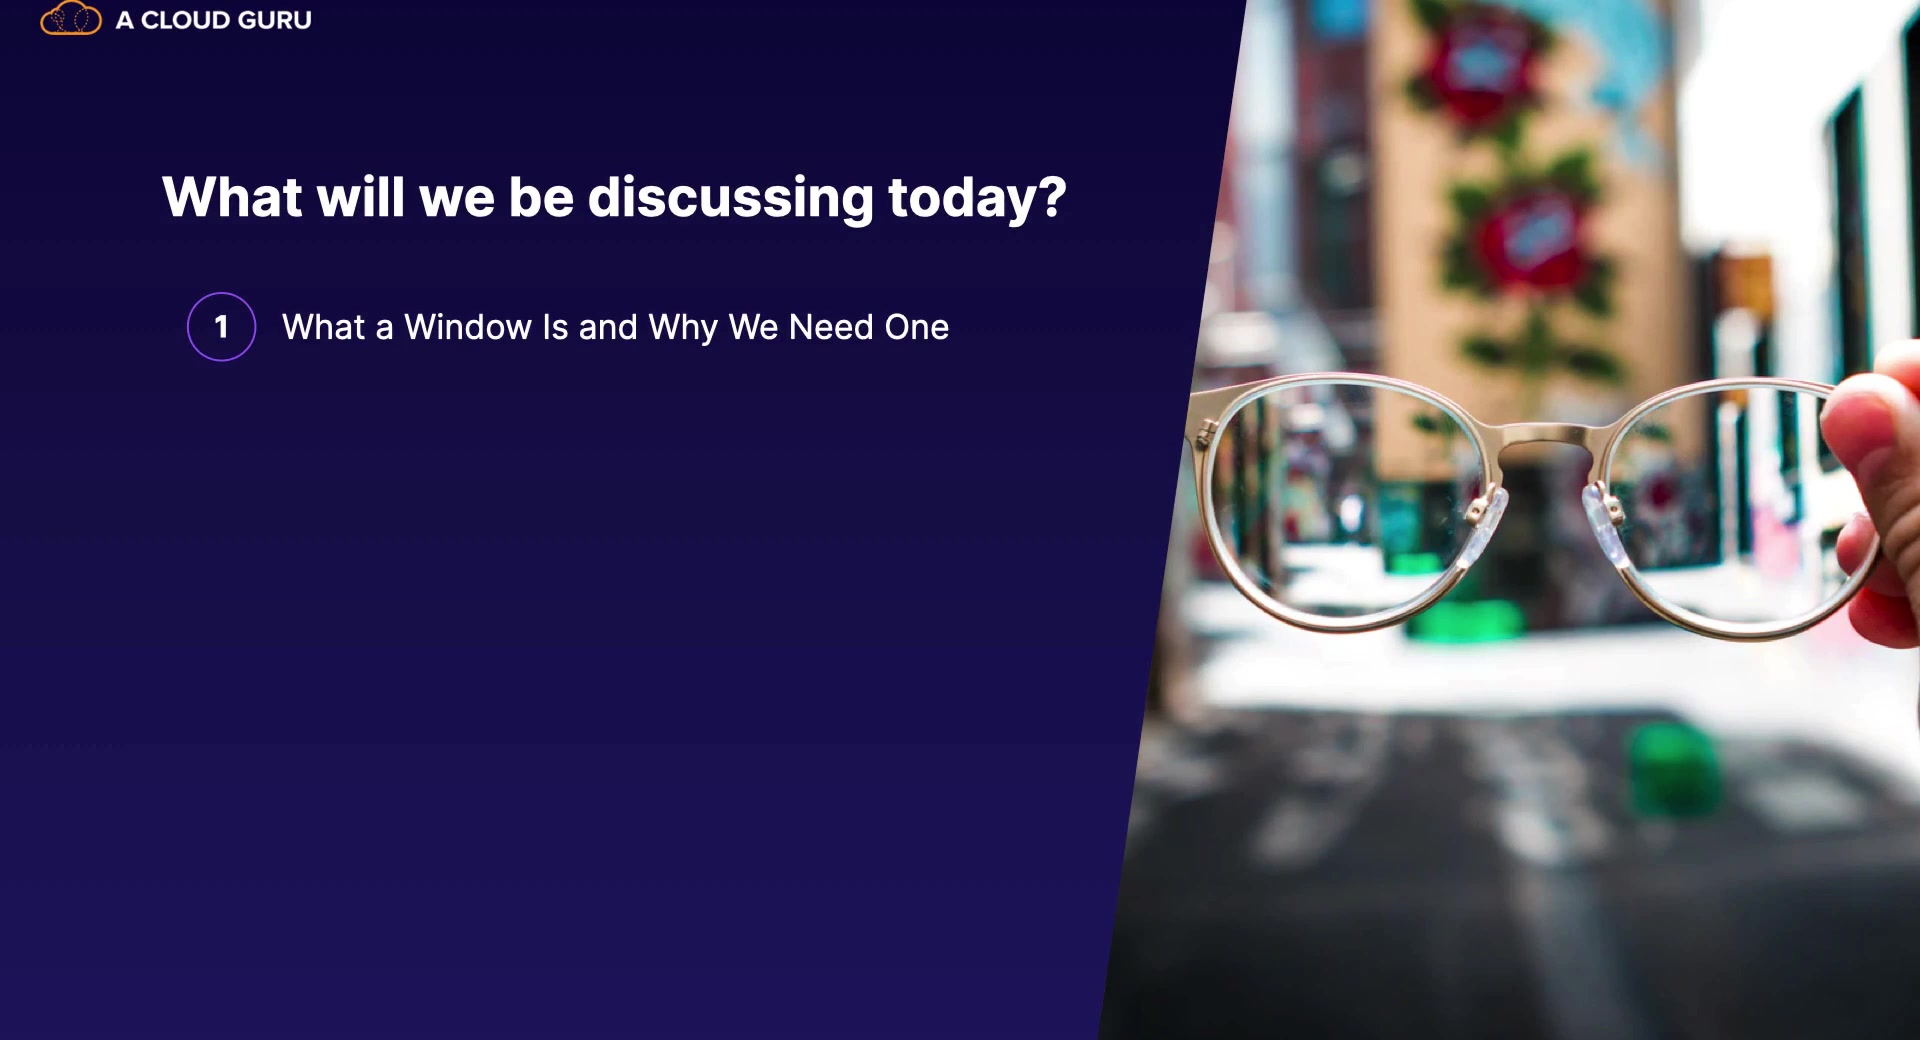 A CLOUD GURU
What will we be discussing today?
1 What a Window Is and Why We Need One